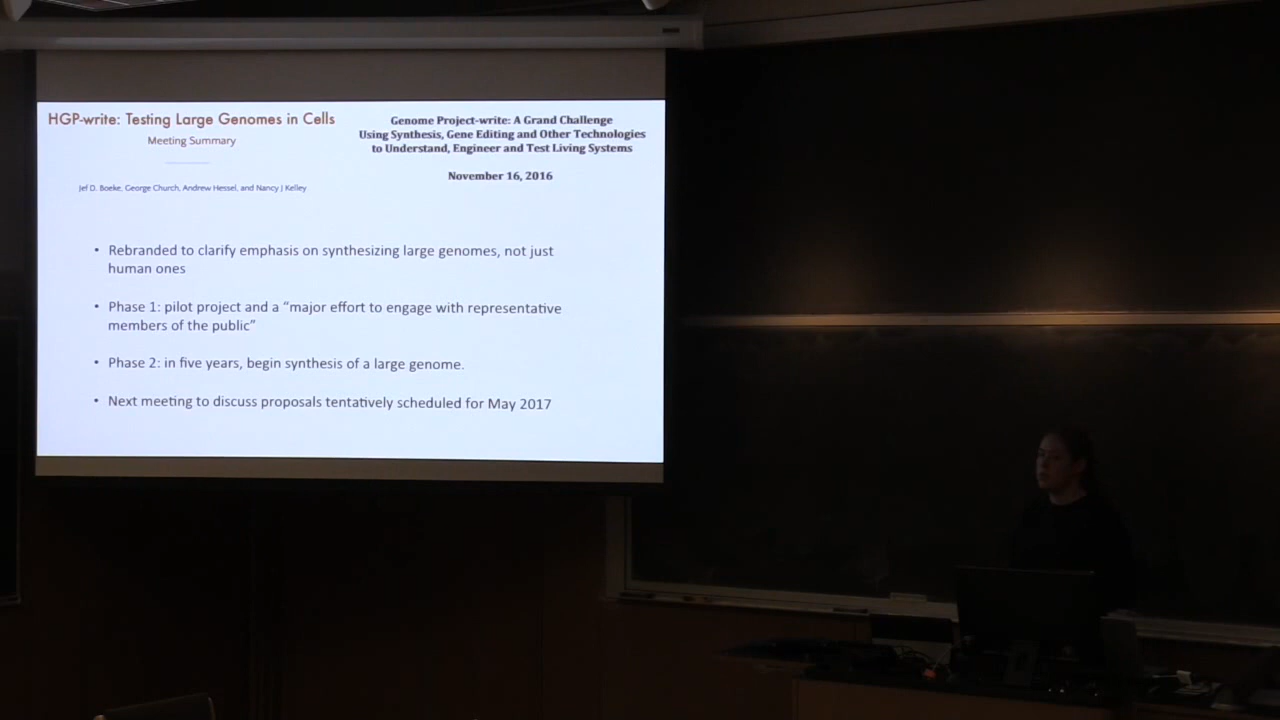 HGP-write: Testing Large Genomes in Cells
Meeting Summary
Jef D. Boeke, George Church, Andrew Hessel, and Nancy J Kelley
Genome Project-write: A Grand Challenge
Using Synthesis, Gene Editing and Other Technologies
to Understand, Engineer and Test Living Systems
November 16, 2016
• Rebranded to clarify emphasis on synthesizing large genomes, not just
human ones
• Phase 1: pilot project and a “major effort to engage with representative
members of the public”
• Phase 2: in five years, begin synthesis of a large genome.
• Next meeting to discuss proposals tentatively scheduled for May 2017